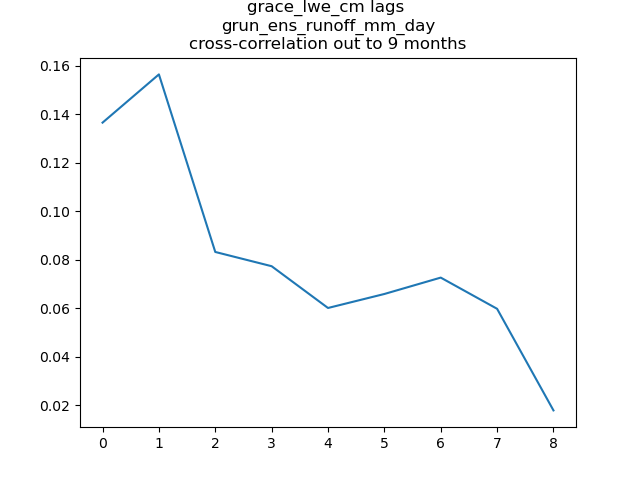 grace_lwe_cm lags
grun_ens_runoff_mm_day
cross-correlation out to 9 months
0.16
0.14
0.12
0.10
0.08
0.06
0.04
0.02
0 1 2 3 4 5 6 7 8